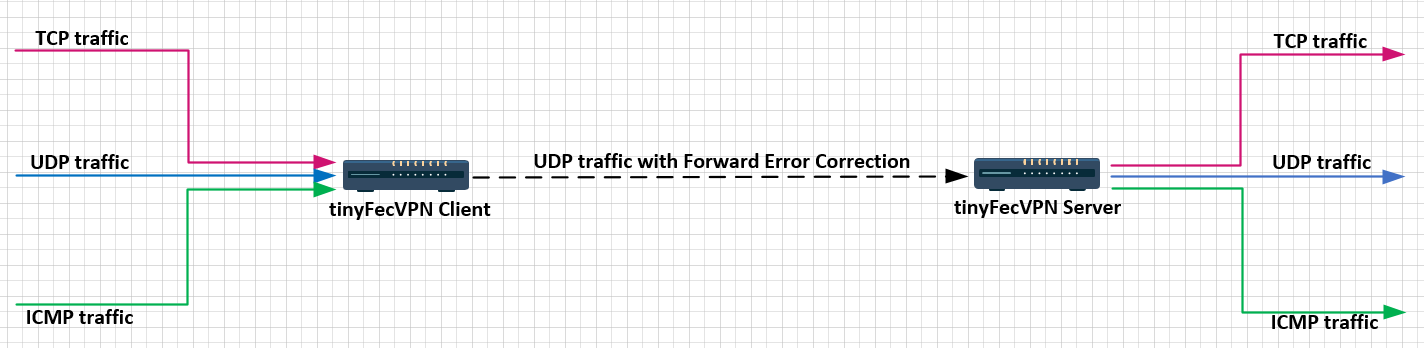 TCP traffic
UDP traffic
ICMP traffic
tinyFecVPN Client
UDP traffic with Forward Error Correction
tinyFecVPN Server
TCP traffic
UDP traffic
ICMP traffic